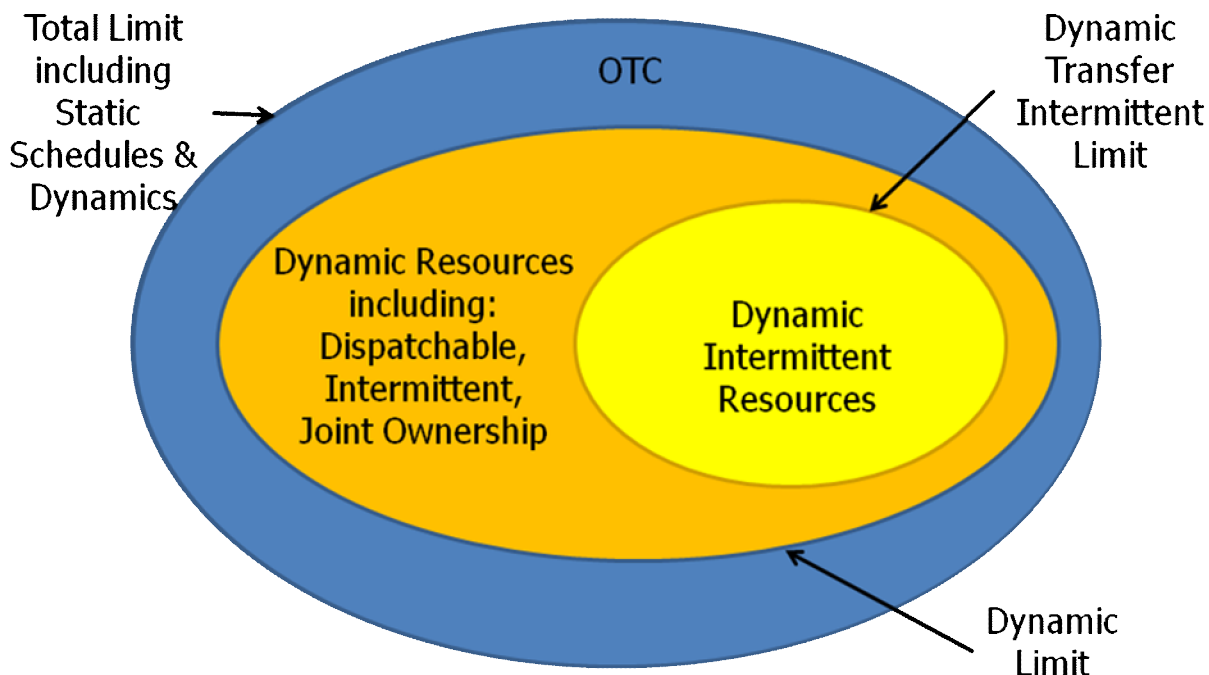 Total Limit
including
Static
Schedules &
Dynamics
OTC
Dynamic
Transfer
Intermittent
Limit
Dynamic Resources
including:
Dispatchable,
Intermittent,
Joint Ownership
Dynamic
Intermittent
Resources
Dynamic
Limit